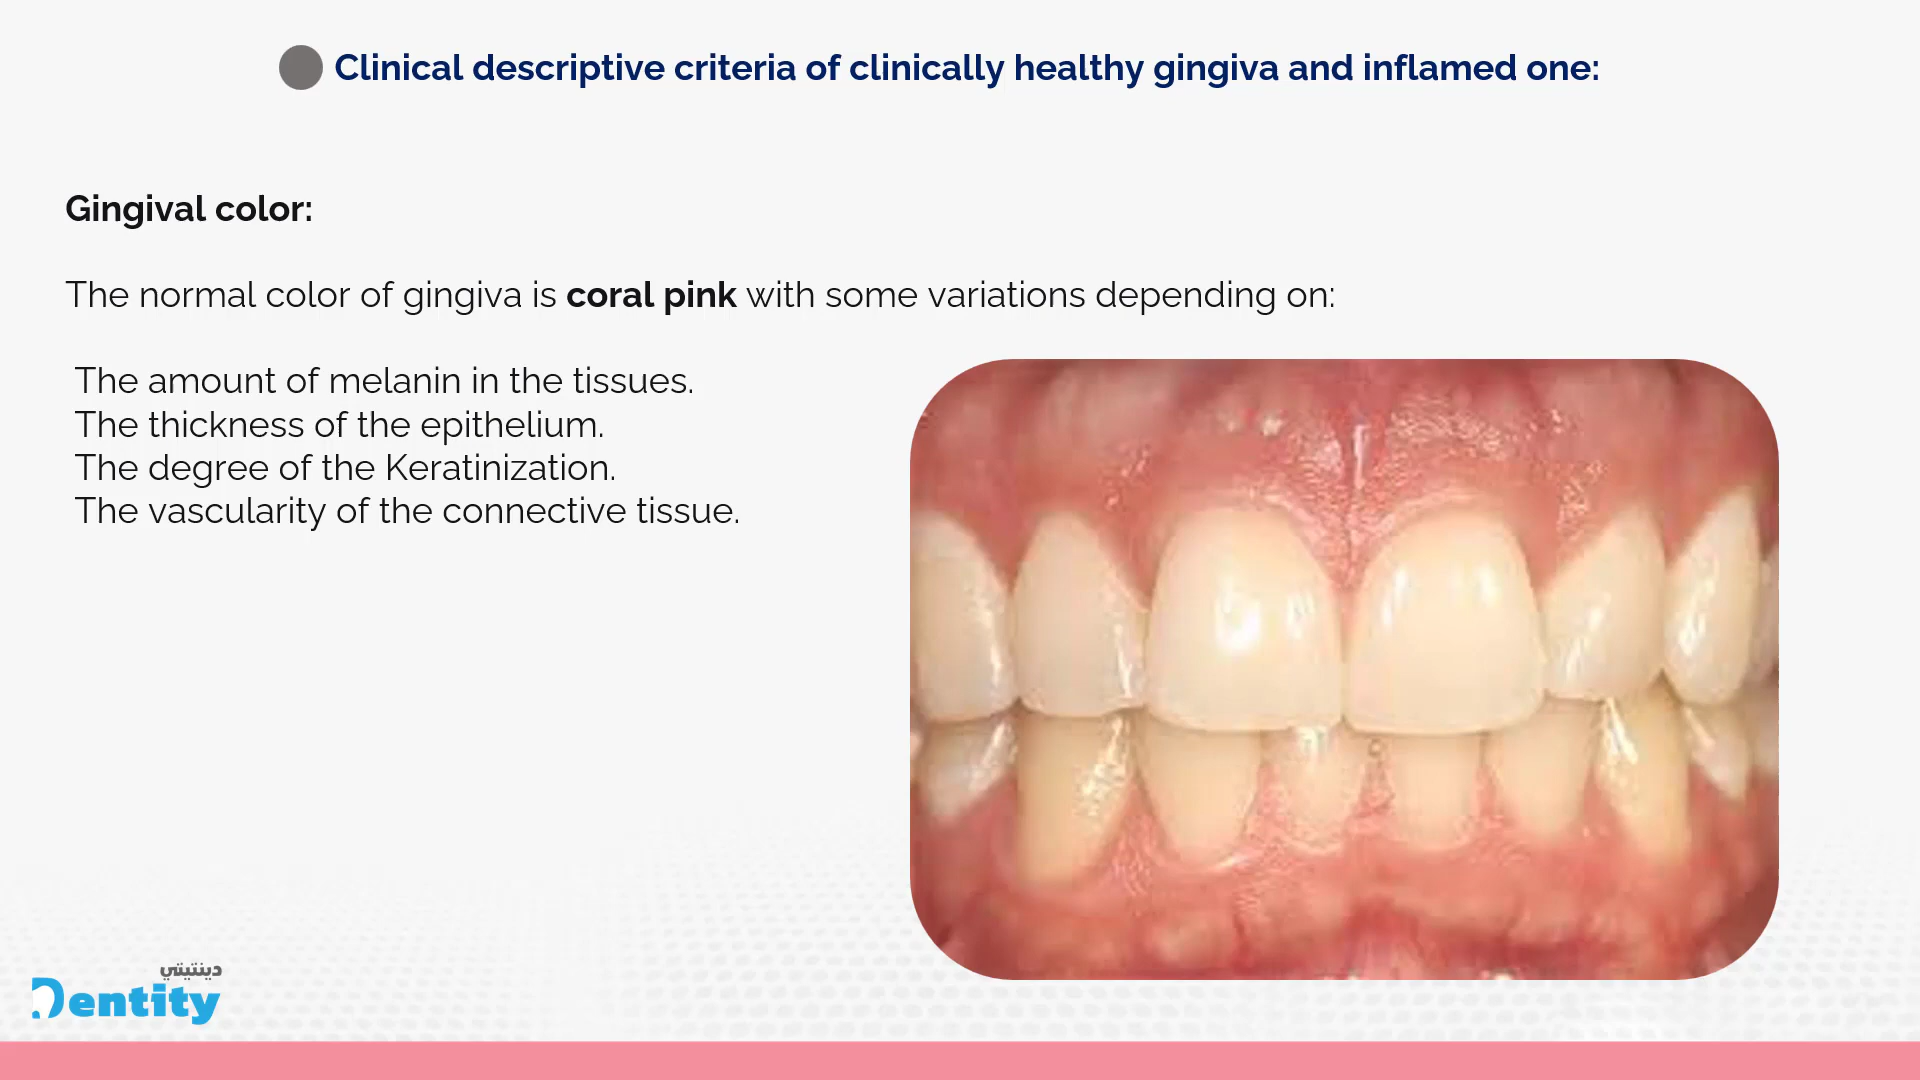 Clinical descriptive criteria of clinically healthy gingiva and inflamed one:
Gingival color:
The normal color of gingiva is coral pink with some variations depending on:
The amount of melanin in the tissues.
The thickness of the epithelium.
The degree of the Keratinization.
The vascularity of the connective tissue.
دينتيتي
Dentity